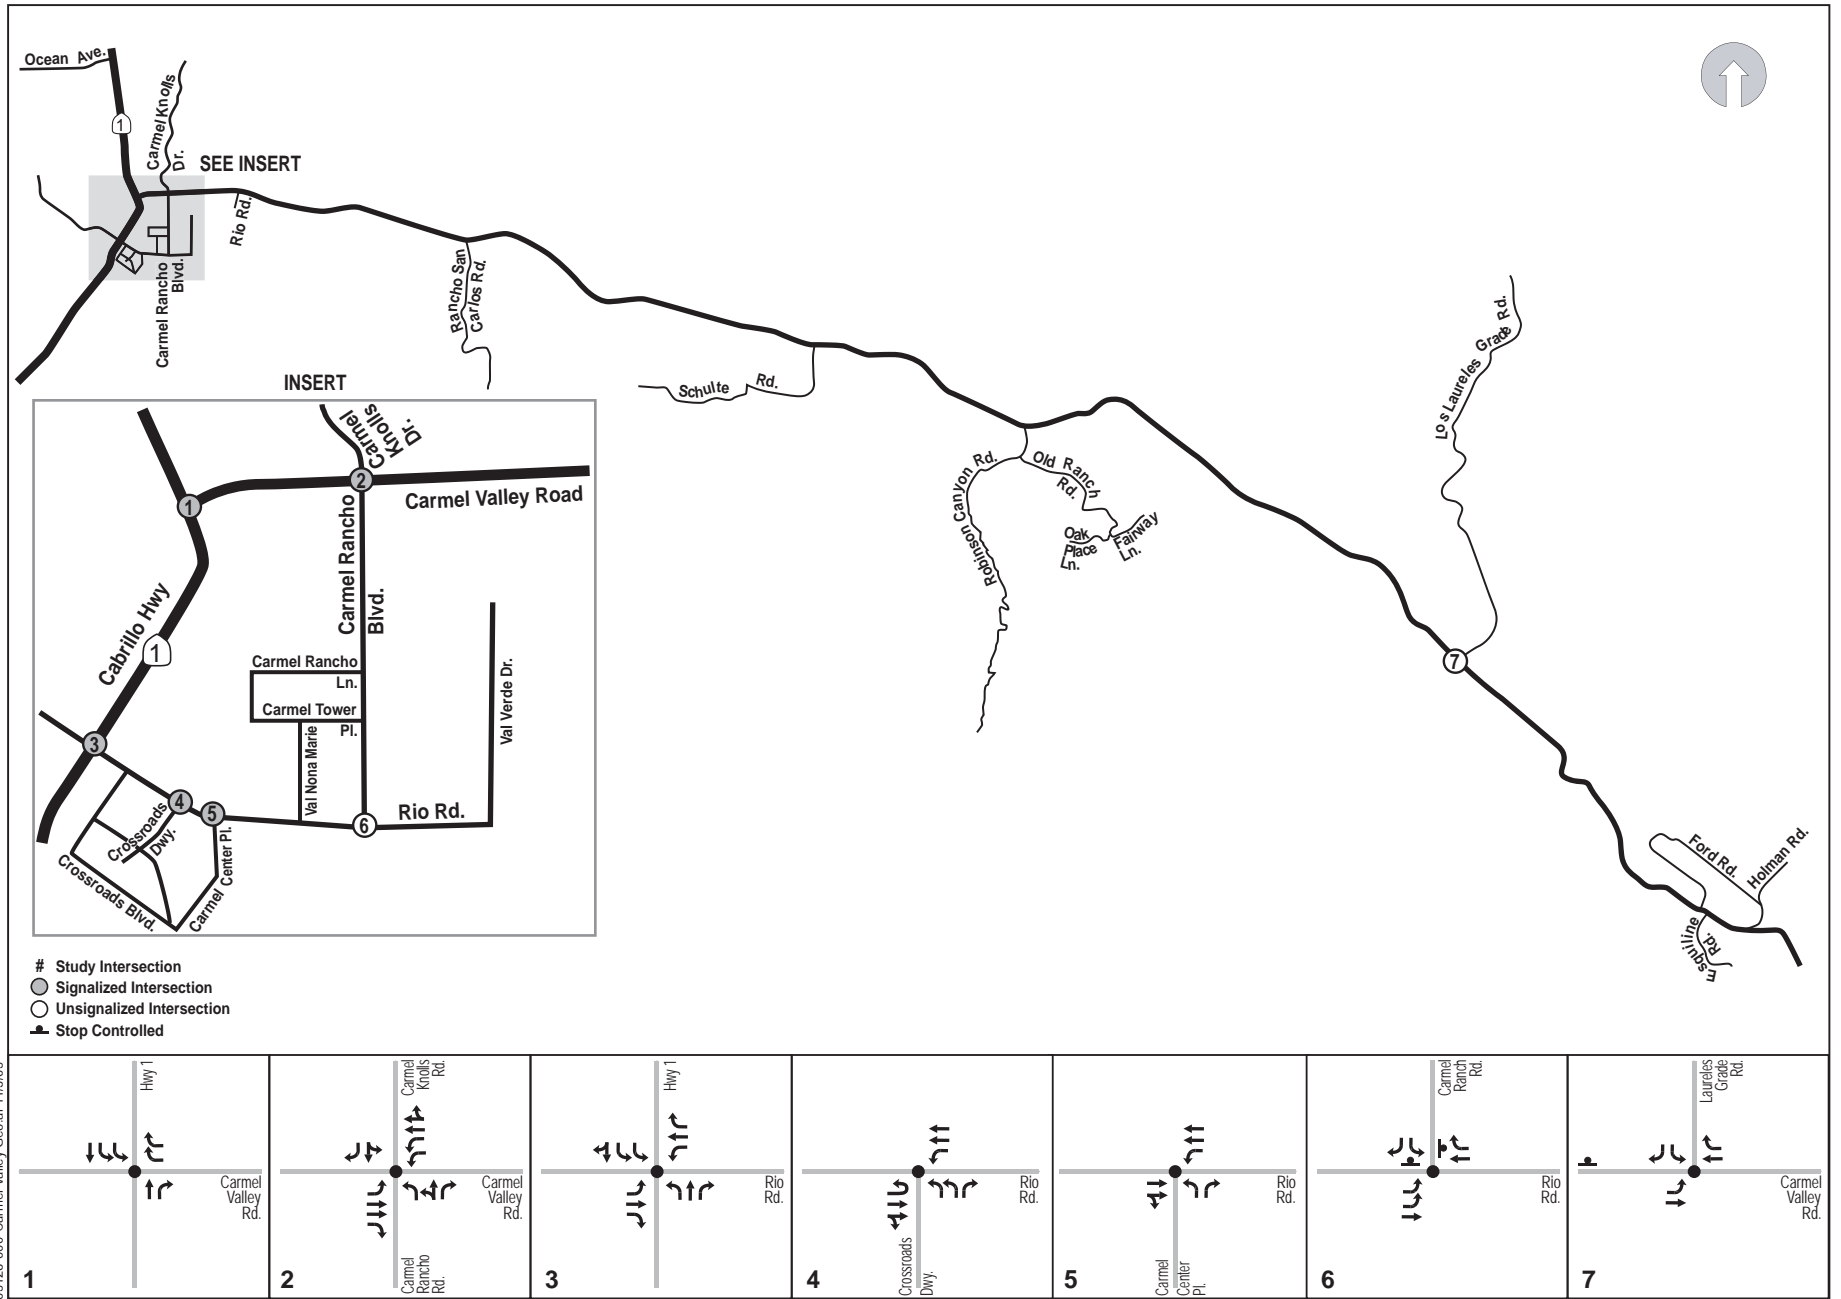 Ocean Ave.
1
Carmel Knolls
Dr.
SEE INSERT
Rio Rd.
Carmel Rancho
Blvd.
Rancho San
Carlos Rd.
Schulte Rd.
Robinson Canyon Rd.
Old Ranch
Rd.
Oak
Place
Ln.
Fairway
Ln.
Los Laureles Grade Rd.
7
Ford Rd.
Holman Rd.
Esquiline
Rd.
INSERT
Carmel
Knolls
Dr.
2
1
Carmel Valley Road
Carmel Rancho
Blvd.
Cabrillo Hwy
1
Carmel Rancho
Ln.
Carmel Tower
Pl.
Val Nona Marie
Val Verde Dr.
3
4
5
6
Rio Rd.
Crossroads
Dwy.
Crossroads Blvd.
Carmel Center Pl.
# Study Intersection
Signalized Intersection
Unsignalized Intersection
Stop Controlled
Hwy 1
Carmel
Valley
Rd.
1
Carmel
Knolls
Rd.
Carmel
Valley
Rd.
Carmel
Rancho
Rd.
2
Hwy 1
Rio
Rd.
3
Rio
Rd.
Crossroads
Dwy.
4
Rio
Rd.
Carmel
Center
Pl.
5
Carmel
Ranch
Rd.
Rio
Rd.
6
Laureles
Grade
Rd.
Carmel
Valley
Rd.
7